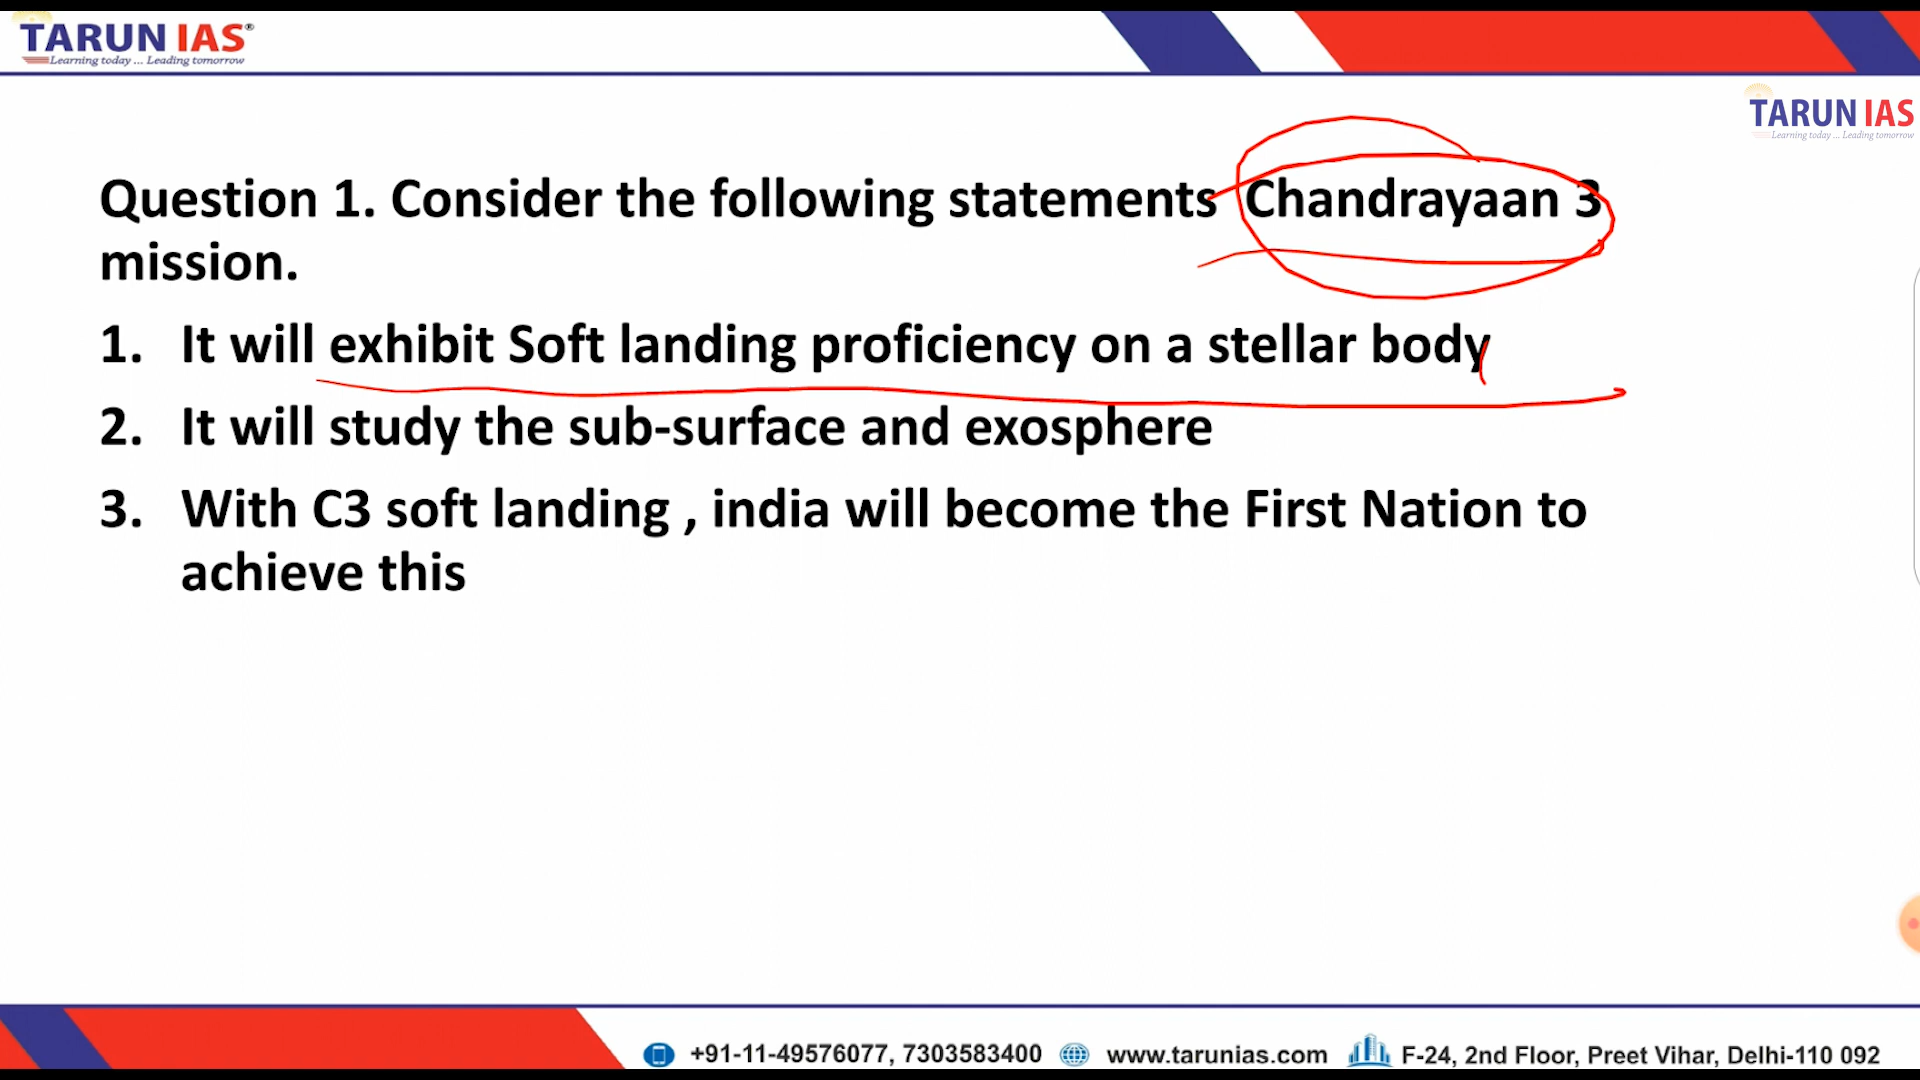 TARUN IAS®
Learning today ... Leading tomorrow
TARUN IAS
Learning today ... Leading tomorrow
Question 1. Consider the following statements Chandrayaan 3
mission.
1. It will exhibit Soft landing proficiency on a stellar body
2. It will study the sub-surface and exosphere
3. With C3 soft landing , india will become the First Nation to
achieve this
+91-11-49576077, 7303583400 www.tarunias.com F-24, 2nd Floor, Preet Vihar, Delhi-110 092